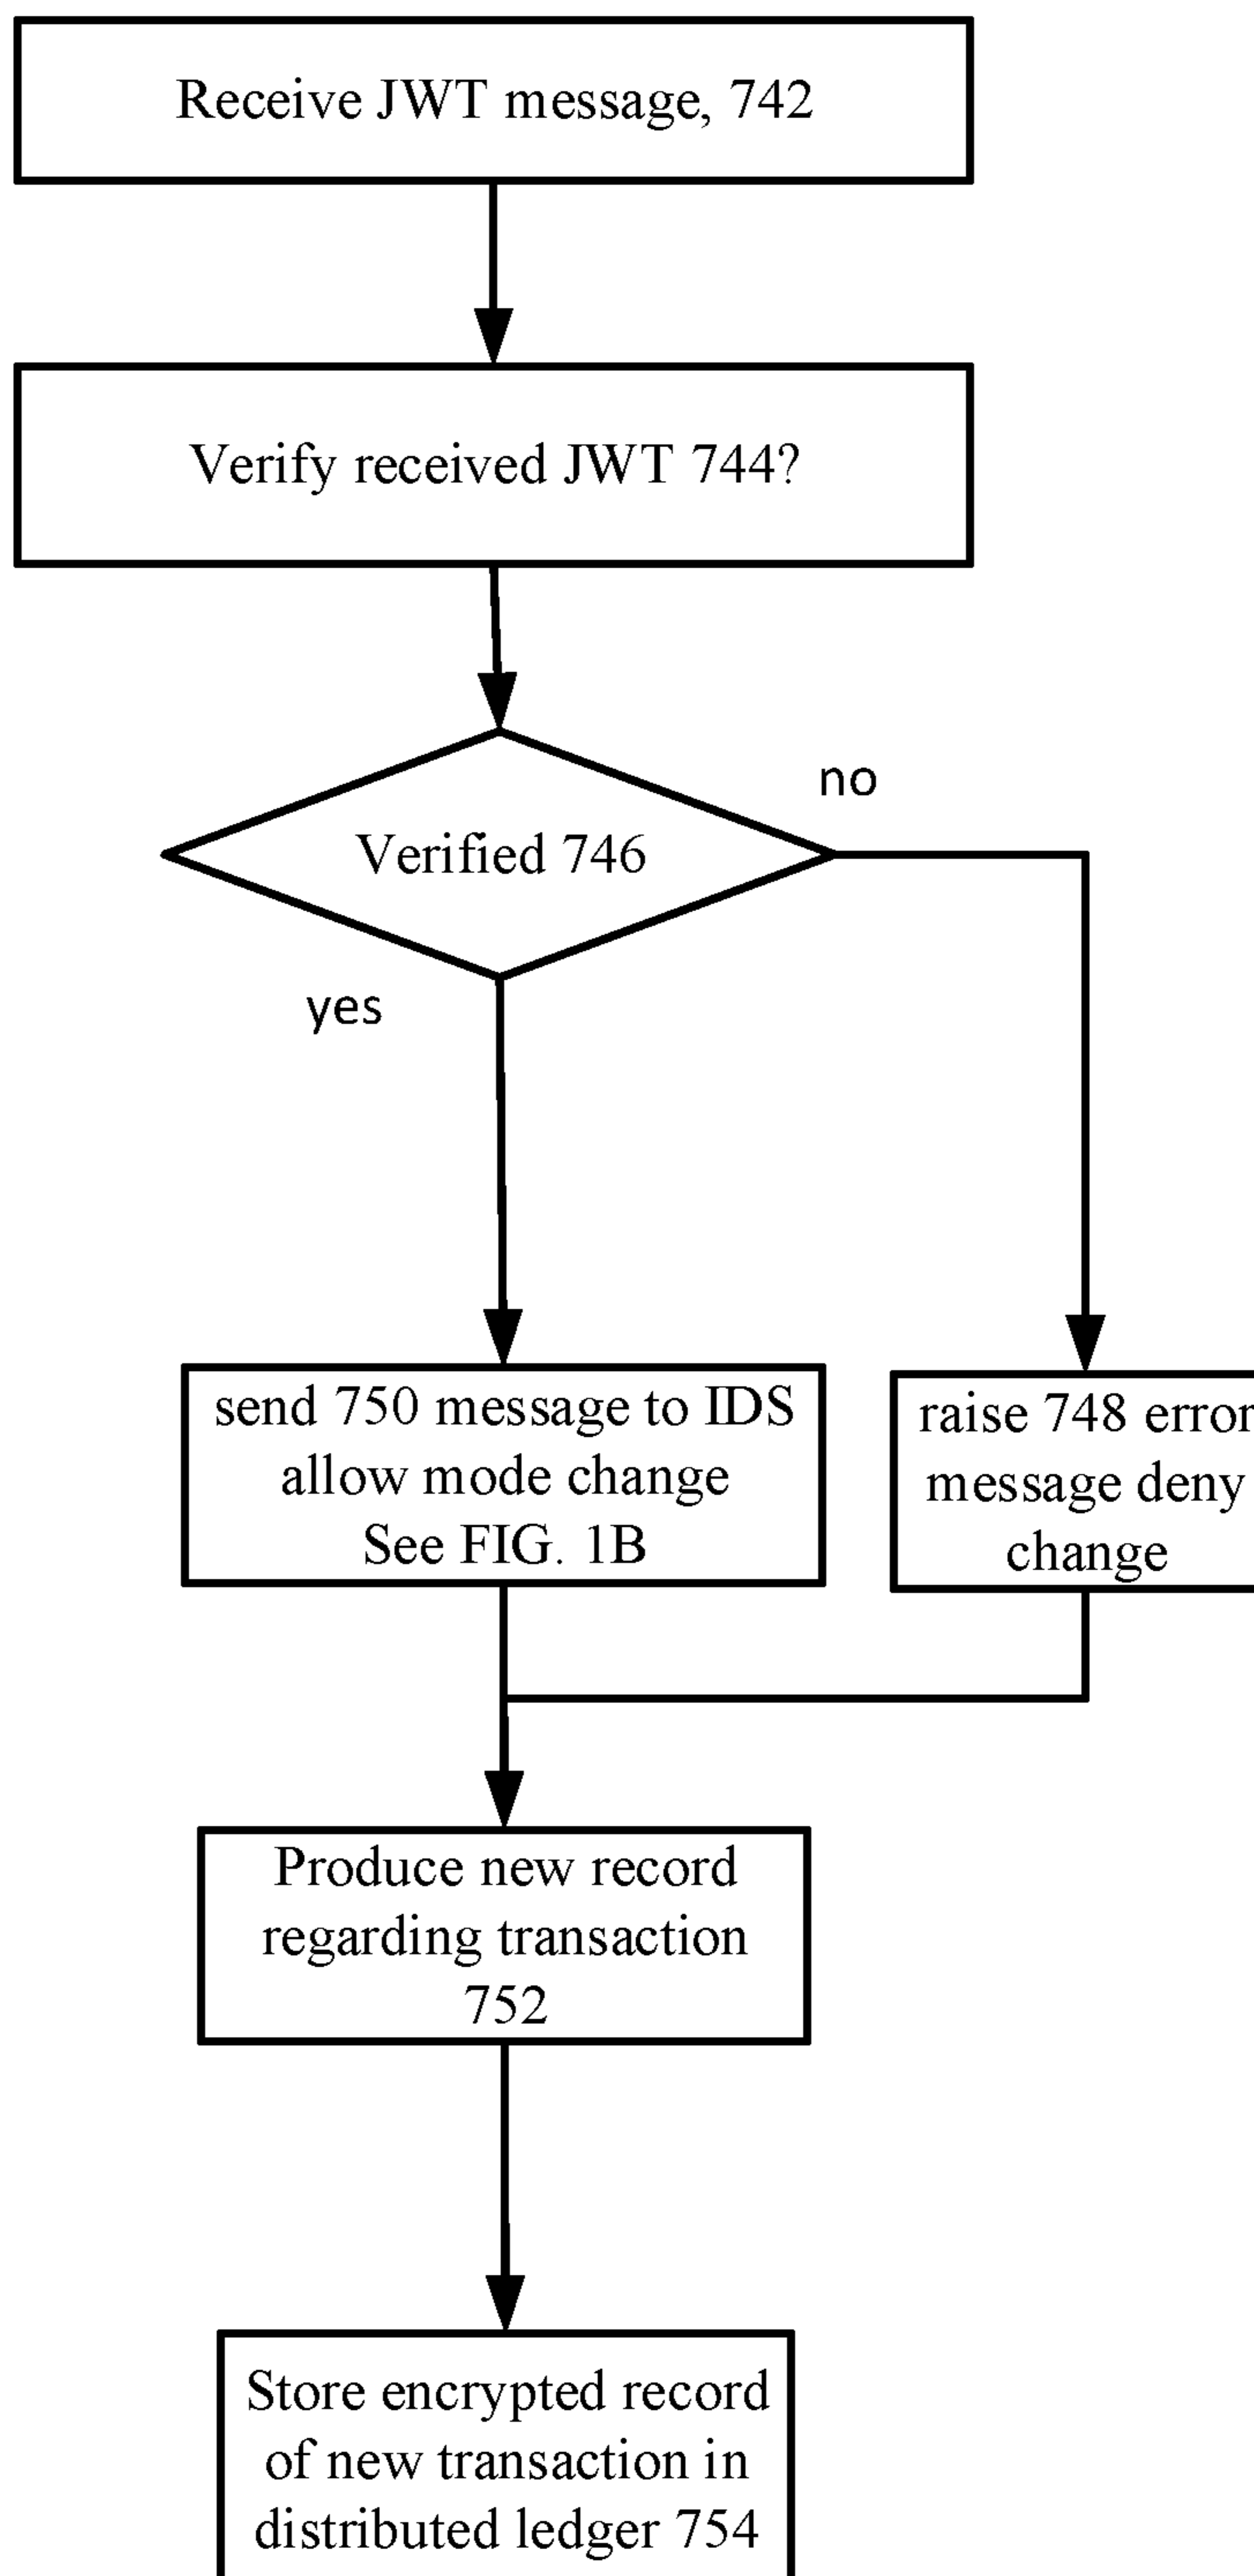 Receive JWT message, 742
Verify received JWT 744?
no
Verified 746
yes
send 750 message to IDS
allow mode change
See FIG. 1B
raise 748 error
message deny
change
Produce new record
regarding transaction
752
Store encrypted record
of new transaction in
distributed ledger 754